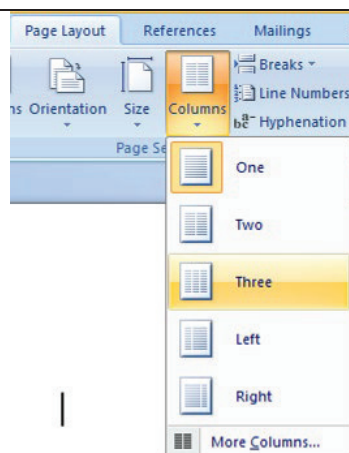 Page Layout References Mailings
Orientation Size Columns Breaks
Line Numbers
Hyphenation
Page Se
One
Two
Three
Left
Right
More Columns...